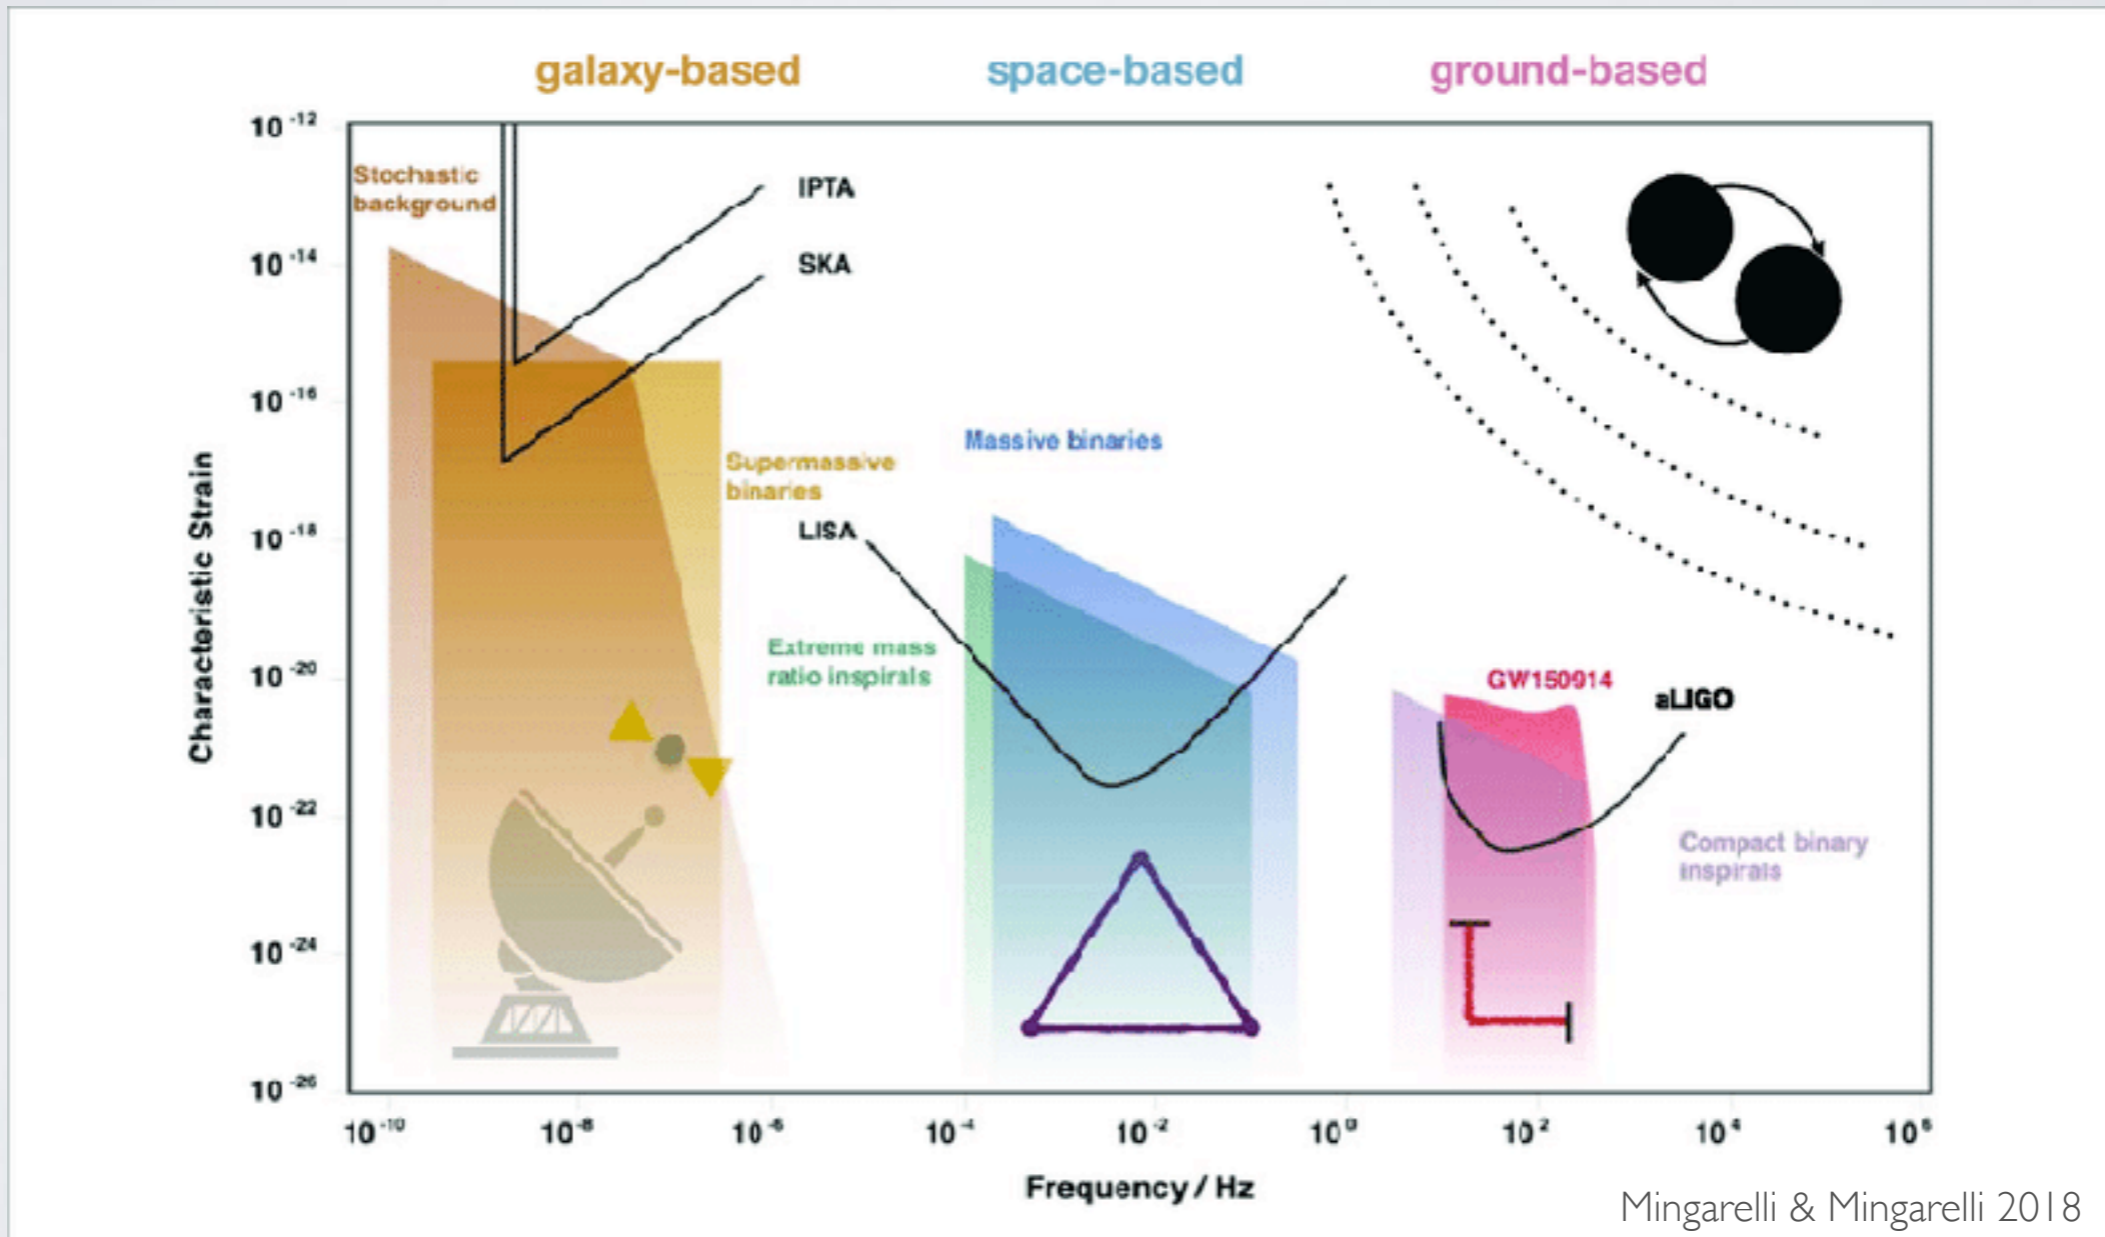 galaxy-based space-based ground-based
10⁻¹²
Stochastic
background
IPTA
10⁻¹⁴
SKA
10⁻¹⁶
Massive binaries
Supermassive
binaries
LISA
10⁻¹⁸
Extreme mass
ratio inspirals
10⁻²⁰
GW150914
aLIGO
10⁻²²
Compact binary
inspirals
10⁻²⁴
10⁻²⁶
Characteristic Strain
10⁻¹⁰ 10⁻⁸ 10⁻⁶ 10⁻⁴ 10⁻² 10⁰ 10² 10⁴ 10⁶
Frequency / Hz
Mingarelli & Mingarelli 2018